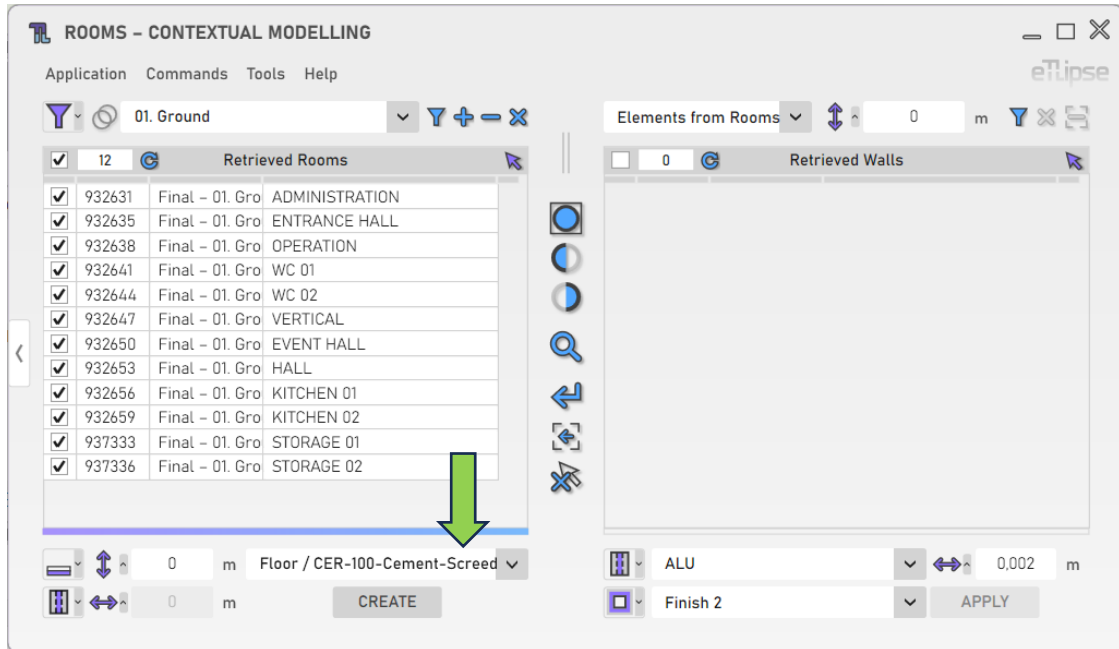 ROOMS – CONTEXTUAL MODELLING
Application Commands Tools Help
eTLipse
01. Ground
Elements from Rooms 0 m
12 Retrieved Rooms
0 Retrieved Walls
932631 Final – 01. Gro ADMINISTRATION
932635 Final – 01. Gro ENTRANCE HALL
932638 Final – 01. Gro OPERATION
932641 Final – 01. Gro WC 01
932644 Final – 01. Gro WC 02
932647 Final – 01. Gro VERTICAL
932650 Final – 01. Gro EVENT HALL
932653 Final – 01. Gro HALL
932656 Final – 01. Gro KITCHEN 01
932659 Final – 01. Gro KITCHEN 02
937333 Final – 01. Gro STORAGE 01
937336 Final – 01. Gro STORAGE 02
0 m Floor / CER-100-Cement-Screed
0 m CREATE
ALU 0,002 m
Finish 2 APPLY